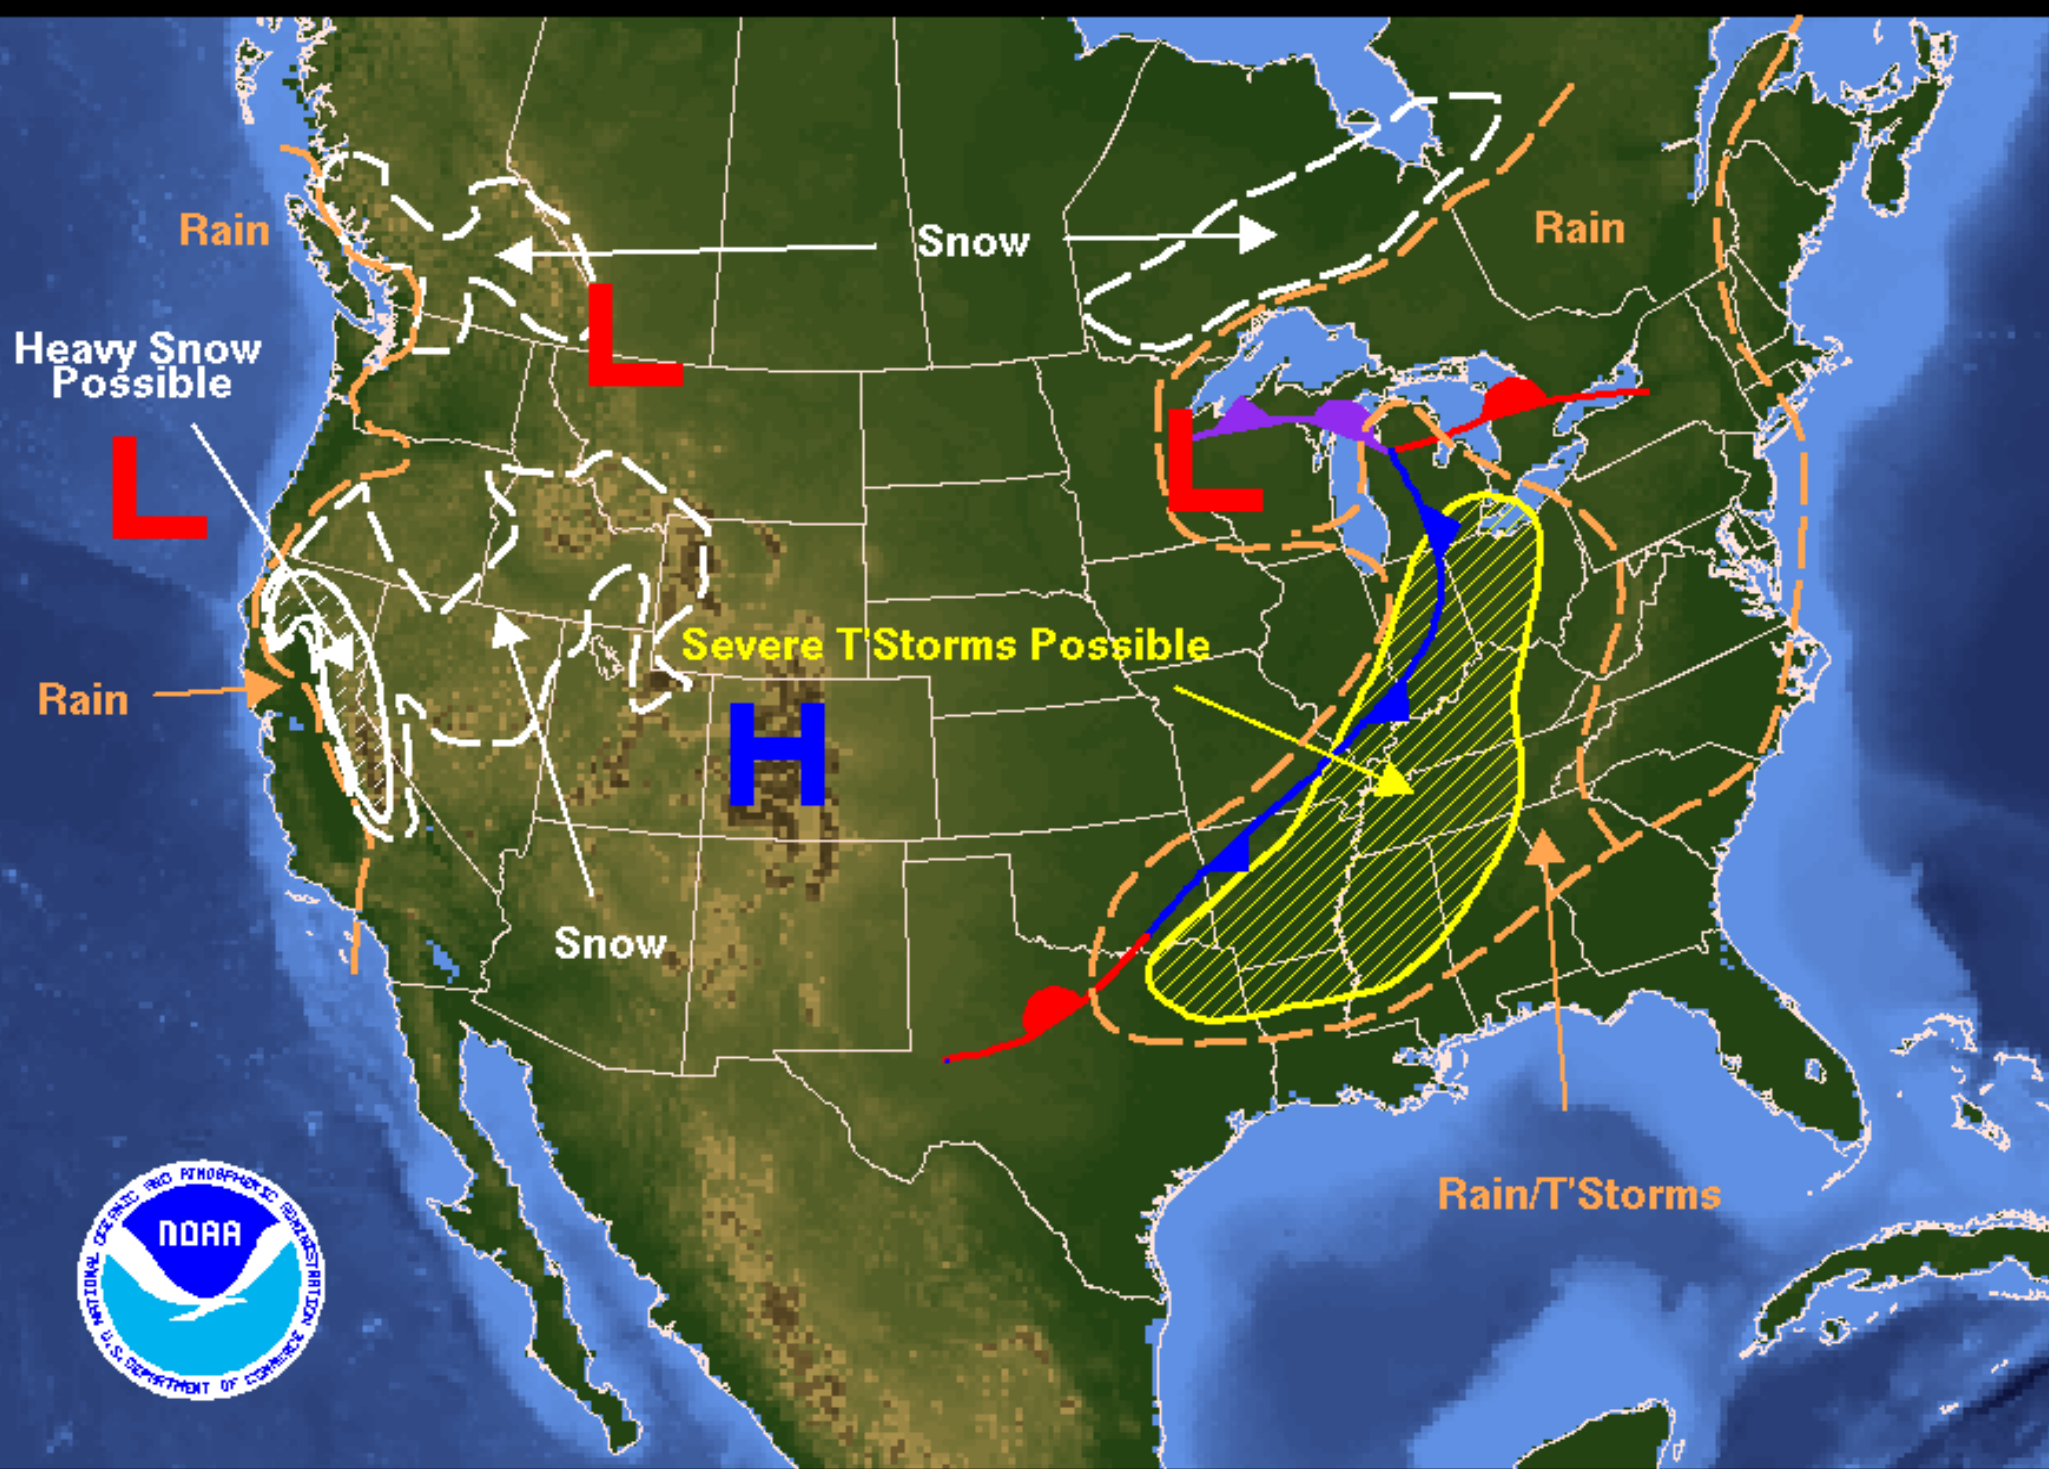 Rain
Snow
Rain
Heavy Snow
Possible
L
L
L
Severe T'Storms Possible
Rain
H
Snow
Rain/T'Storms
NOAA
NATIONAL OCEANIC AND ATMOSPHERIC ADMINISTRATION
U.S. DEPARTMENT OF COMMERCE